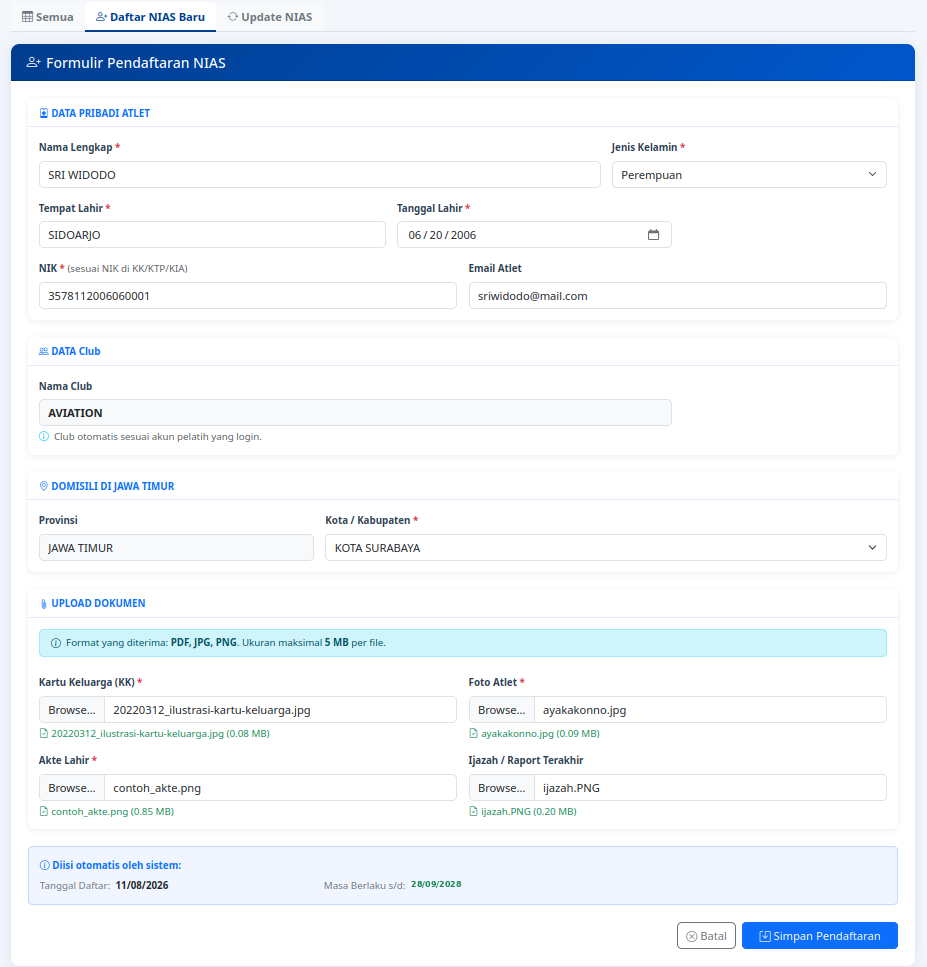 Semua
Daftar NIAS Baru
Update NIAS
Formulir Pendaftaran NIAS
DATA PRIBADI ATLET
Nama Lengkap *
Jenis Kelamin *
SRI WIDODO
Perempuan
Tempat Lahir *
Tanggal Lahir *
SIDOARJO
06 / 20 / 2006
NIK * (sesuai NIK di KK/KTP/KIA)
Email Atlet
3578112006060001
sriwidodo@mail.com
DATA Club
Nama Club
AVIATION
Club otomatis sesuai akun pelatih yang login.
DOMISILI DI JAWA TIMUR
Provinsi
Kota / Kabupaten *
JAWA TIMUR
KOTA SURABAYA
UPLOAD DOKUMEN
Format yang diterima: PDF, JPG, PNG. Ukuran maksimal 5 MB per file.
Kartu Keluarga (KK) *
Foto Atlet *
Browse... 20220312_ilustrasi-kartu-keluarga.jpg
Browse... ayakakonno.jpg
20220312_ilustrasi-kartu-keluarga.jpg (0.08 MB)
ayakakonno.jpg (0.09 MB)
Akte Lahir *
Ijazah / Raport Terakhir
Browse... contoh_akte.png
Browse... ijazah.PNG
contoh_akte.png (0.85 MB)
ijazah.PNG (0.20 MB)
Diisi otomatis oleh sistem:
Tanggal Daftar: 11/08/2026
Masa Berlaku s/d: 28/09/2028
Batal
Simpan Pendaftaran